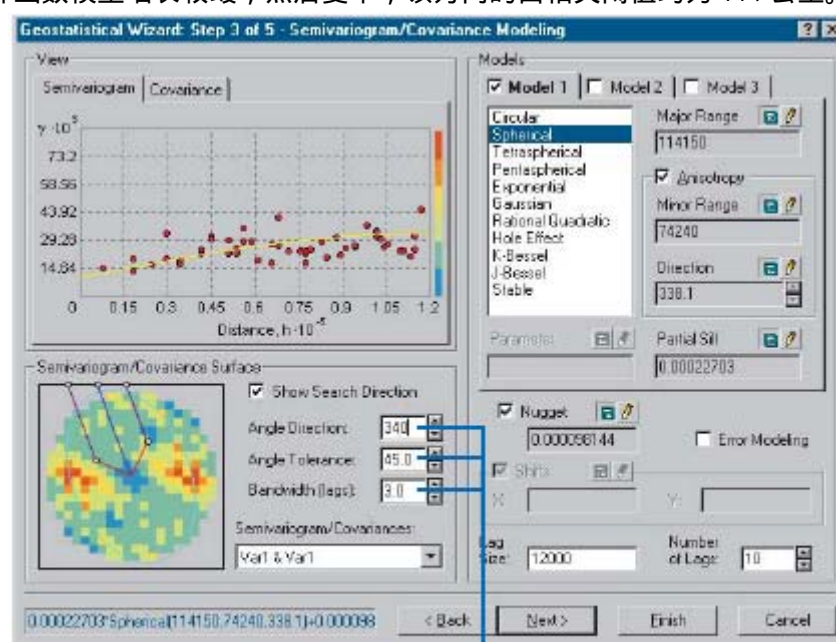 Geostatistical Wizard: Step 3 of 5 - Semivariogram/Covariance Modeling
View
Semivariogram
Covariance
γ·10⁵
73.2
58.56
43.92
29.28
14.64
0 0.15 0.3 0.45 0.6 0.75 0.9 1.05 1.2
Distance, h·10⁻⁵
Semivariogram/Covariance Surface
Show Search Direction
Angle Direction: 340
Angle Tolerance: 45.0
Bandwidth (lags): 3.0
Semivariogram/Covariances:
Var1 & Var1
Models
Model 1
Model 2
Model 3
Circular
Spherical
Tetraspherical
Pentaspherical
Exponential
Gaussian
Rational Quadratic
Hole Effect
K-Bessel
J-Bessel
Stable
Major Range
114150
Anisotropy
Minor Range
74240
Direction
338.1
Parameter
Partial Sill
0.00022703
Nugget
0.000098144
Error Modeling
Shifts
X:
Y:
Lag Size: 12000
Number of Lags: 10
0.00022703*Spherical(114150,74240,338.1)+0.000098
< Back
Next >
Finish
Cancel